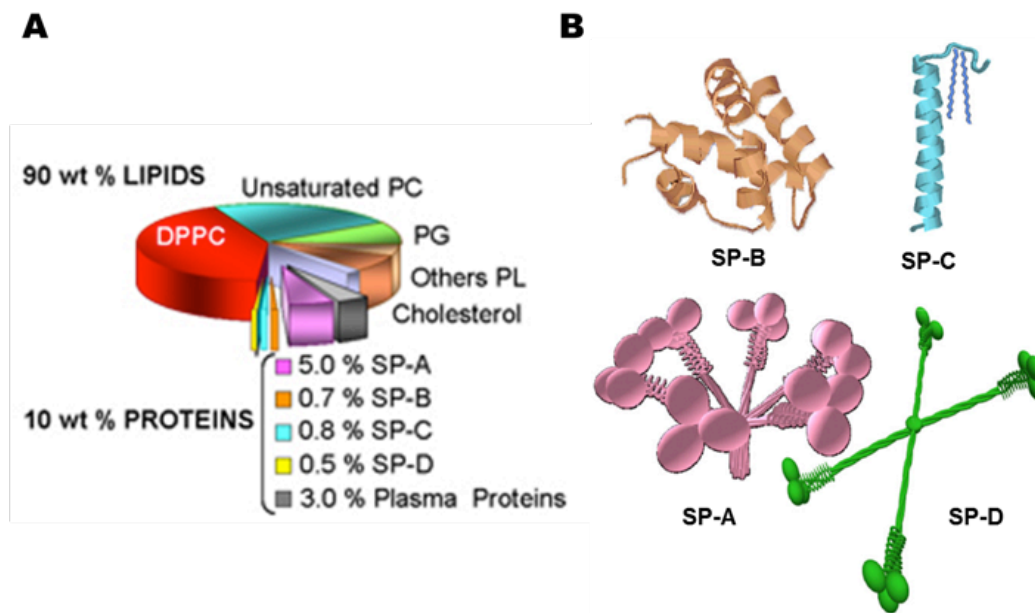 A
90 wt % LIPIDS
Unsaturated PC
DPPC
PG
Others PL
Cholesterol
10 wt % PROTEINS
5.0 % SP-A
0.7 % SP-B
0.8 % SP-C
0.5 % SP-D
3.0 % Plasma Proteins
B
SP-B
SP-C
SP-A
SP-D